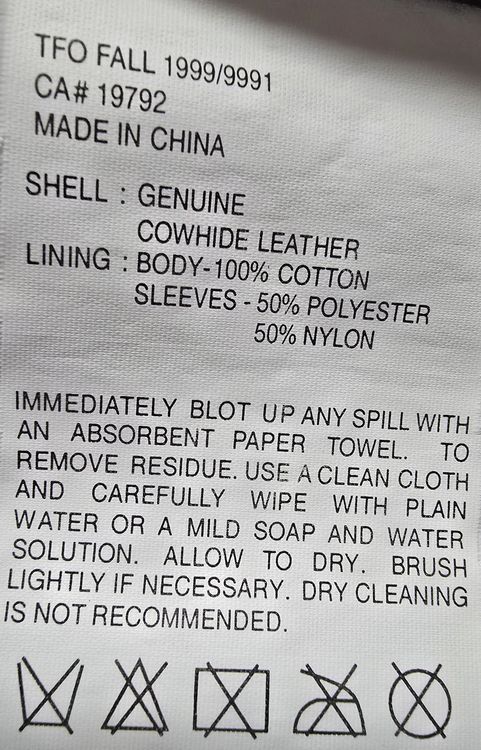 TFO FALL 1999/9991
CA# 19792
MADE IN CHINA
SHELL : GENUINE
COWHIDE LEATHER
LINING : BODY-100% COTTON
SLEEVES - 50% POLYESTER
50% NYLON
IMMEDIATELY BLOT UP ANY SPILL WITH
AN ABSORBENT PAPER TOWEL. TO
REMOVE RESIDUE. USE A CLEAN CLOTH
AND CAREFULLY WIPE WITH PLAIN
WATER OR A MILD SOAP AND WATER
SOLUTION. ALLOW TO DRY. BRUSH
LIGHTLY IF NECESSARY. DRY CLEANING
IS NOT RECOMMENDED.